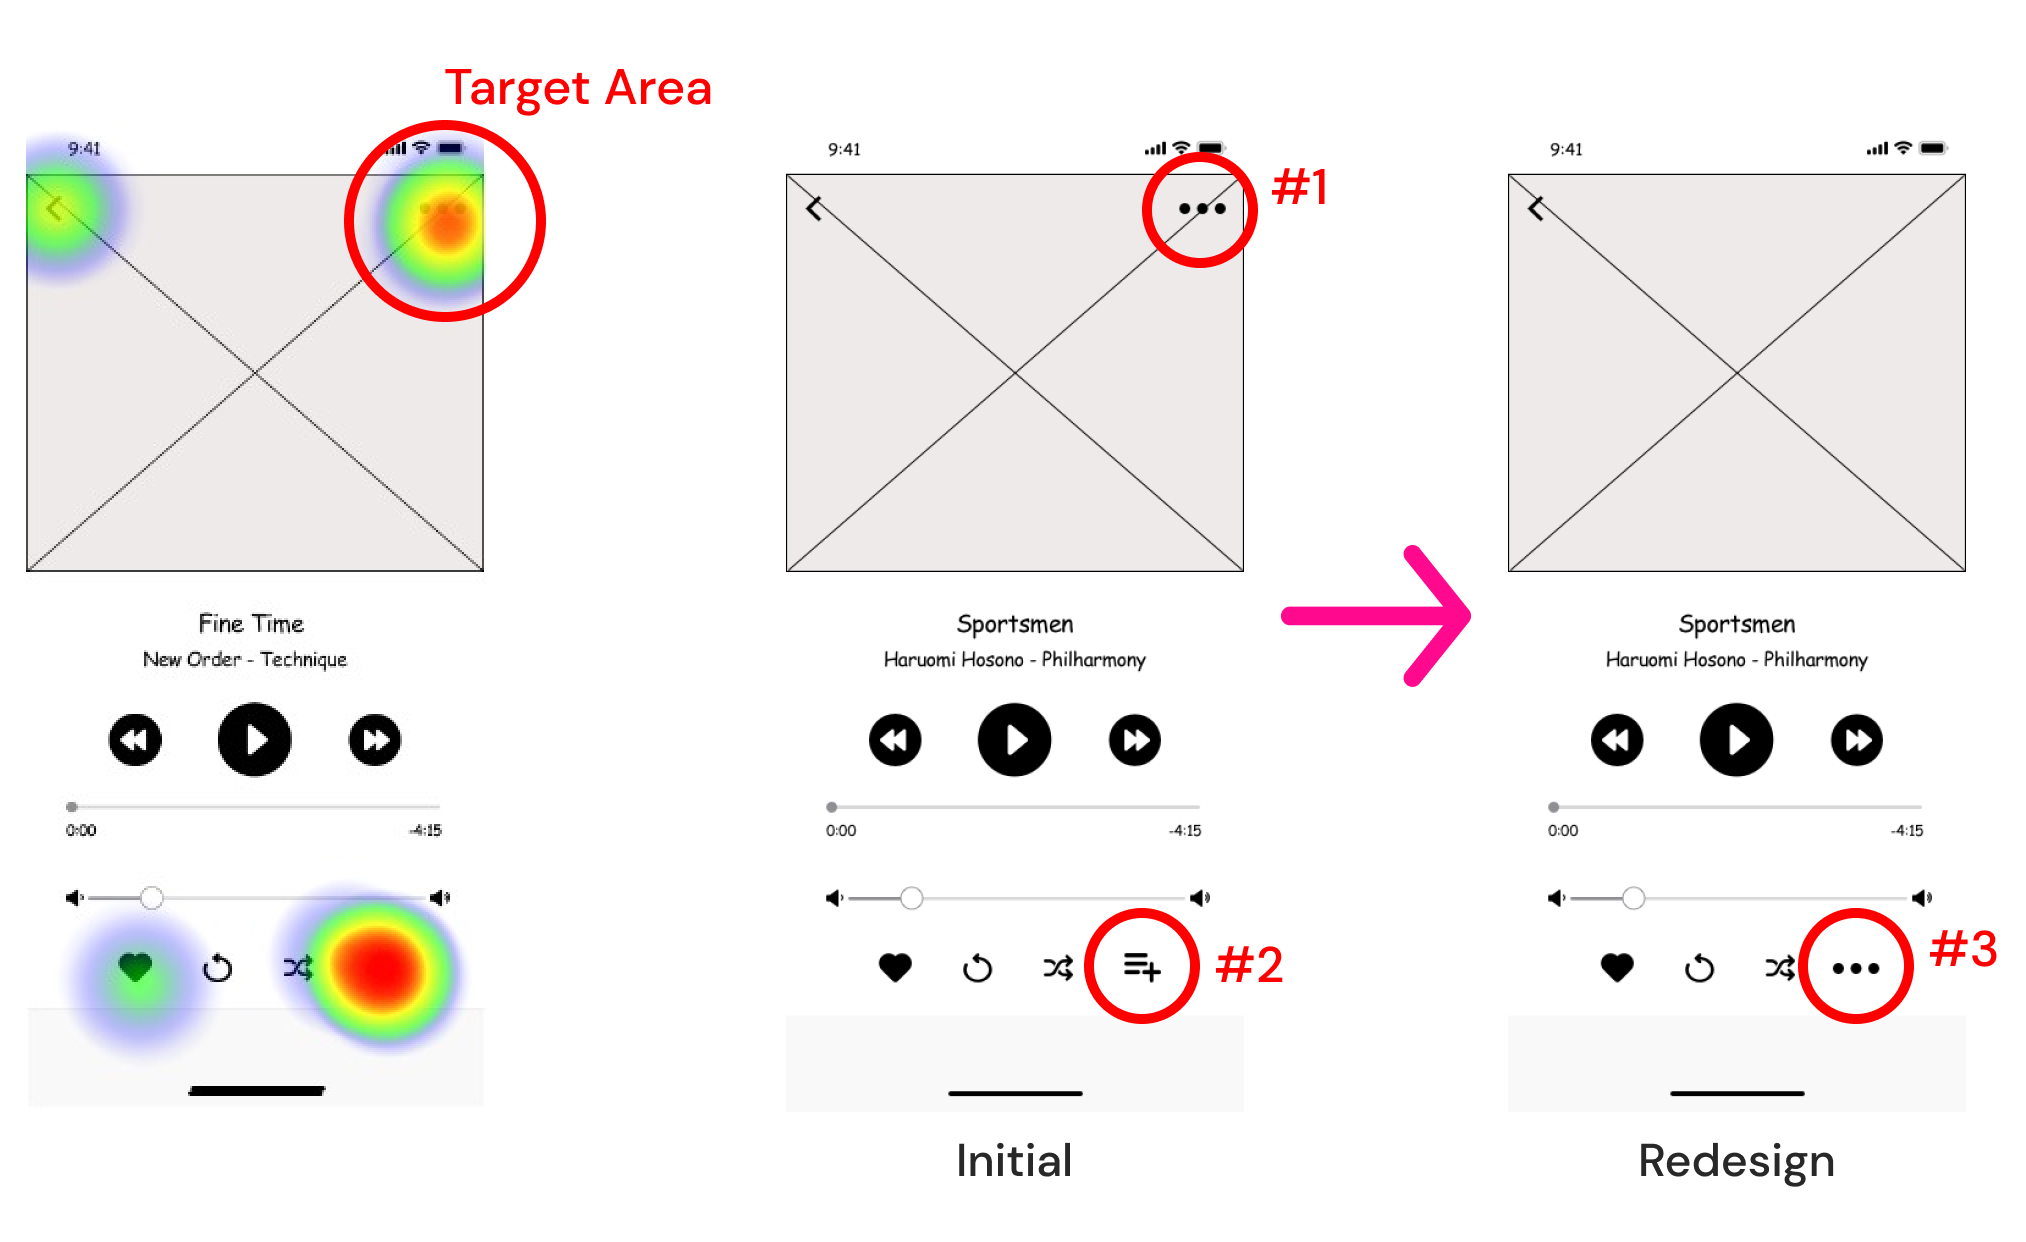 Target Area
9:41
Fine Time
New Order - Technique
0:00
-4:15
9:41
#1
Sportsmen
Haruomi Hosono - Philharmony
0:00
-4:15
#2
Initial
9:41
Sportsmen
Haruomi Hosono - Philharmony
0:00
-4:15
#3
Redesign